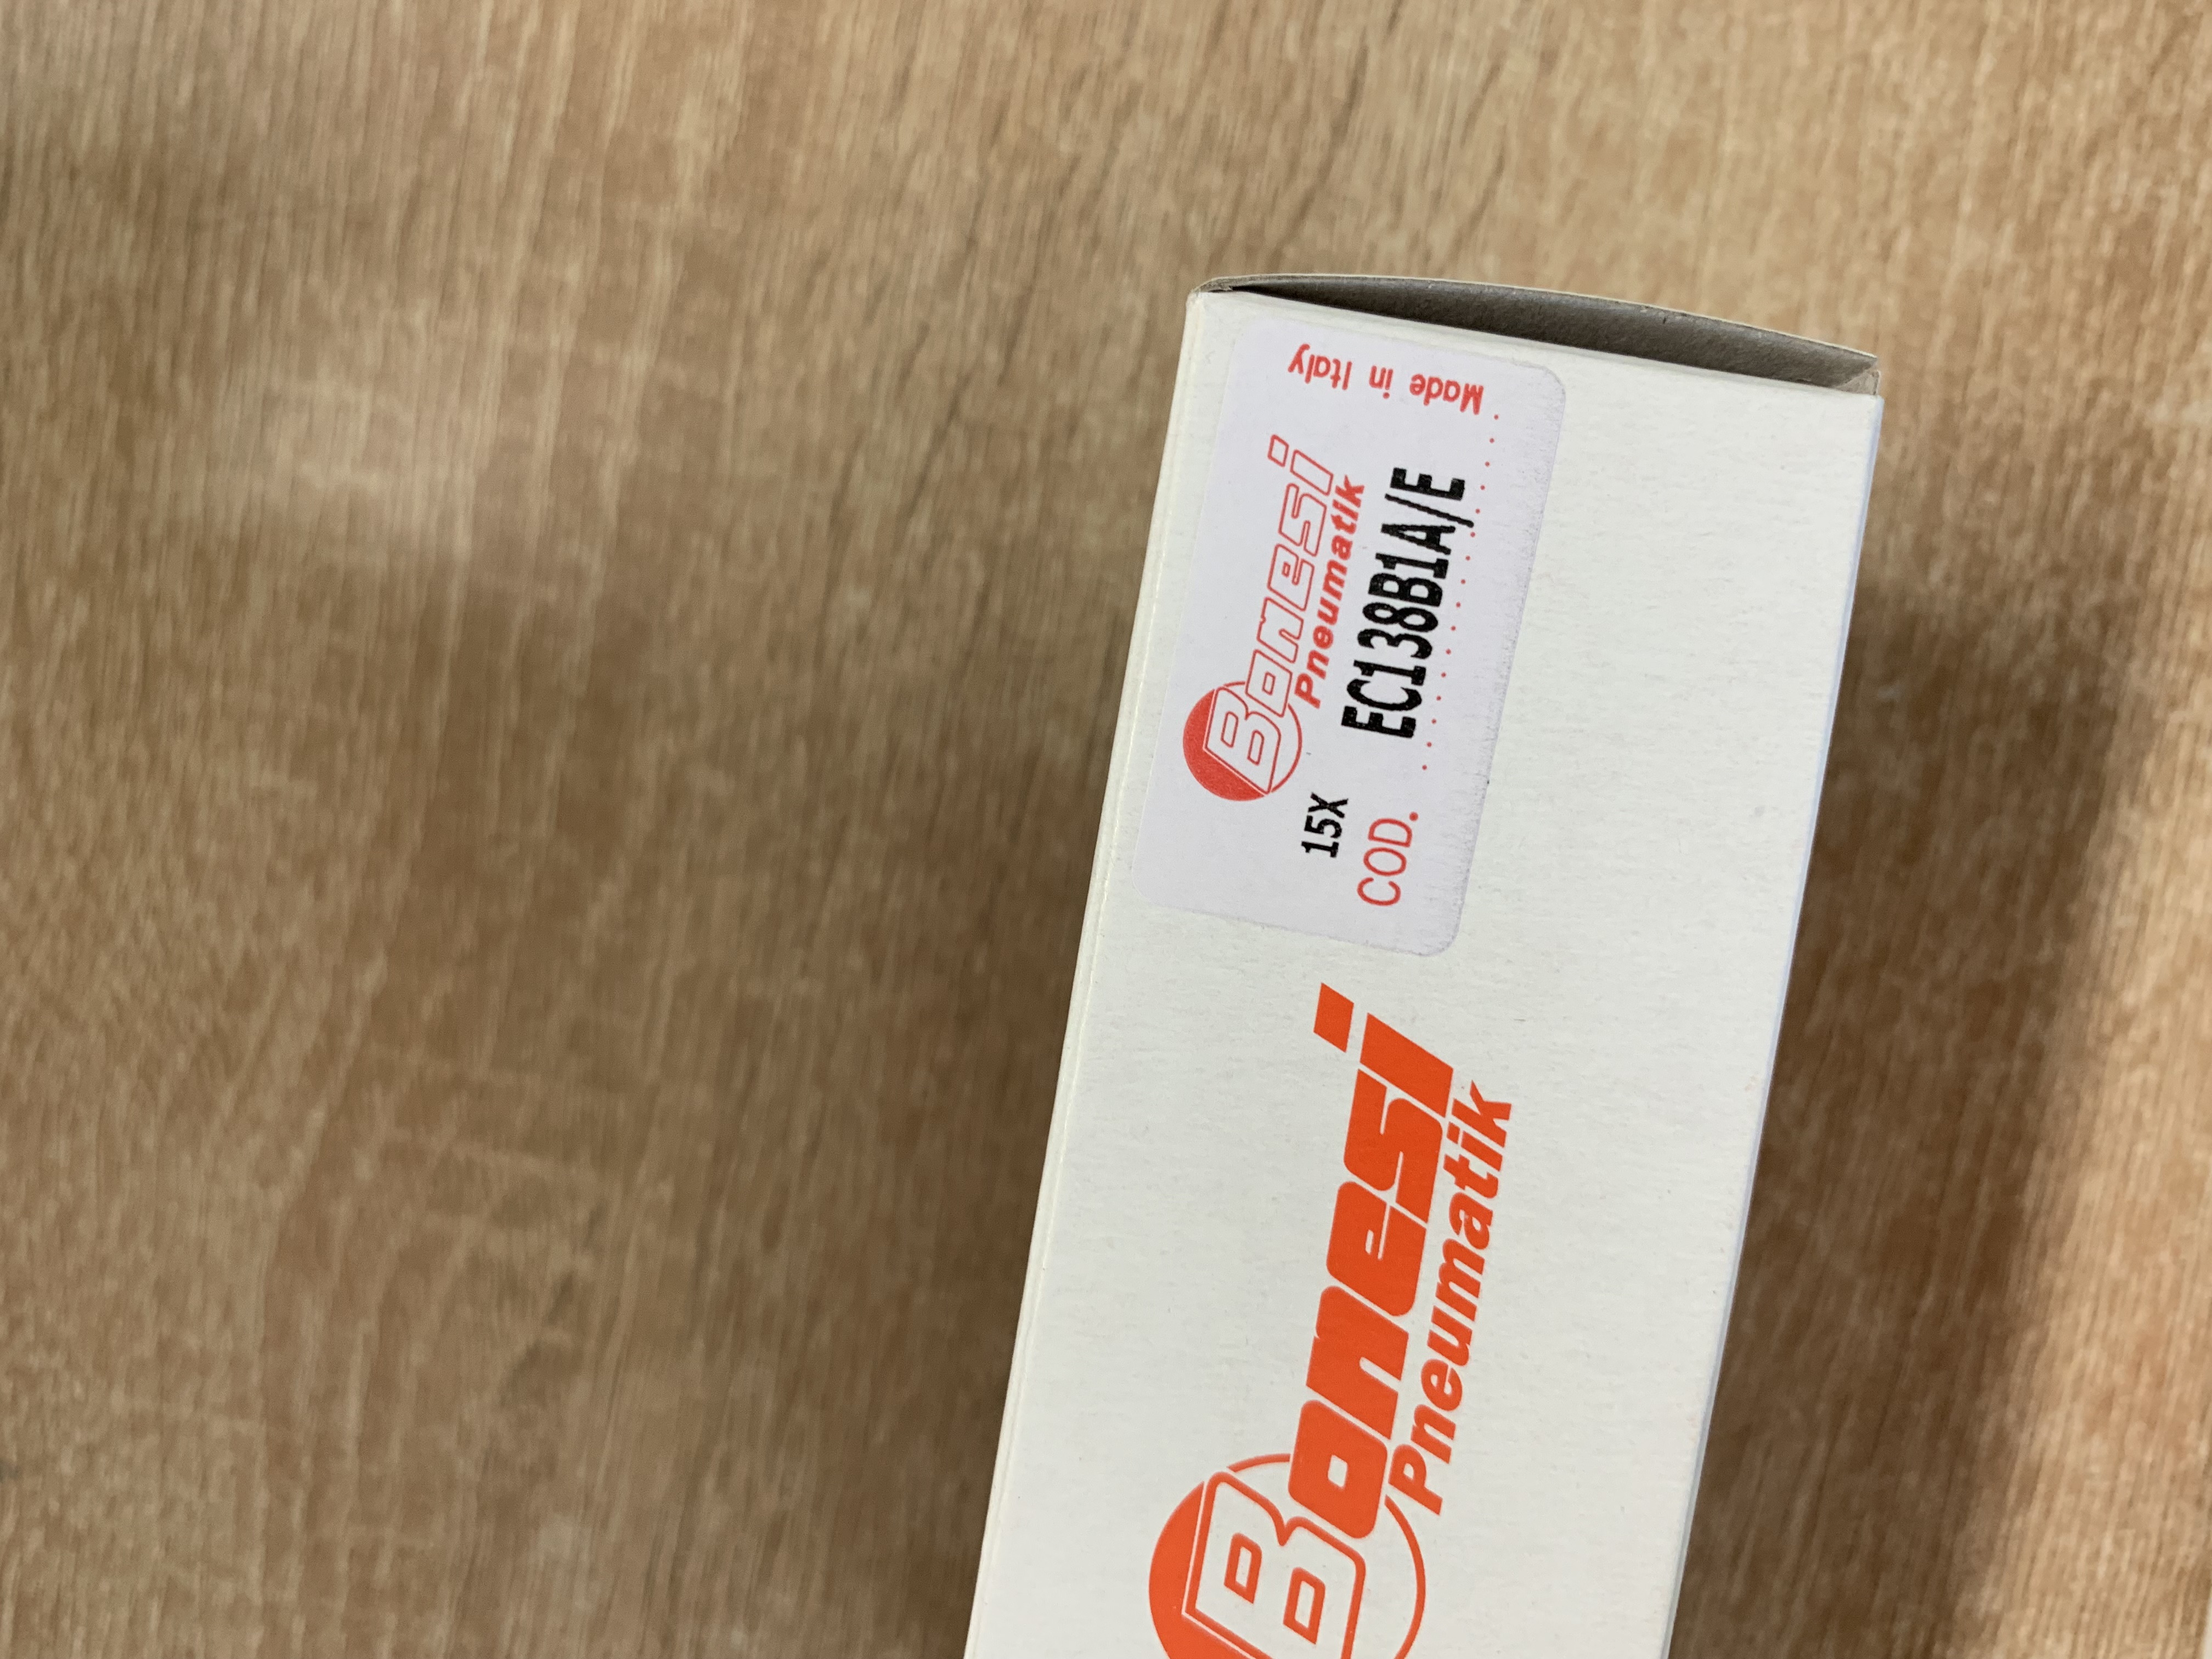 Bonesi
Pneumatik
15X
COD. EC138B1A/E
Made in Italy
Bonesi
Pneumatik